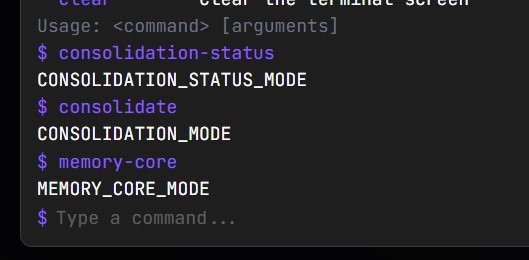 clear Clear the terminal screen
Usage: <command> [arguments]
$ consolidation-status
CONSOLIDATION_STATUS_MODE
$ consolidate
CONSOLIDATION_MODE
$ memory-core
MEMORY_CORE_MODE
$ Type a command...